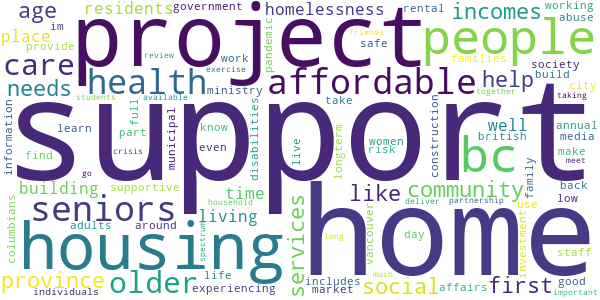 age residents government homelessness rental working
im abuse
place project pandemic safe incomes
provide work people
review society
care friends families
exercise build
health affordable
needs ministry help city
students available together taking
information support
learn full municipal know disabilities take construction women british well annual
part live longterm media
find even risk bc make
crisis meet
go household partnership
building supportive time like community family back low
seniors
columbians adults around living services vancouver day use investment staff
spectrum deliver
housing home
province older life includes social affairs first good
long much
individuals experiencing market important